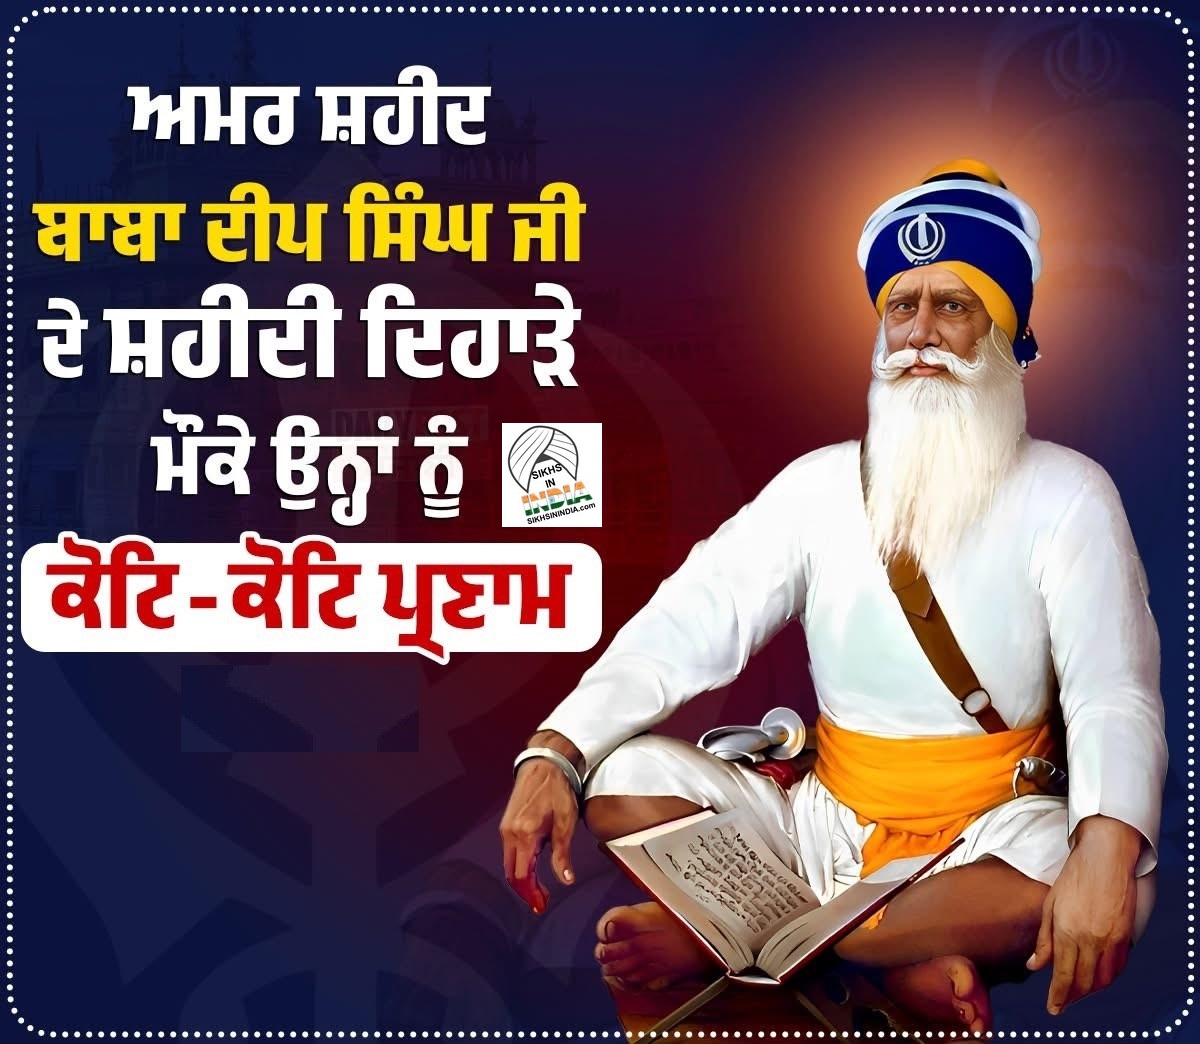 ਅਮਰ ਸ਼ਹੀਦ
ਬਾਬਾ ਦੀਪ ਸਿੰਘ ਜੀ
ਦੇ ਸ਼ਹੀਦੀ ਦਿਹਾੜੇ
ਮੌਕੇ ਉਨ੍ਹਾਂ ਨੂੰ
SIKHS
IN
INDIA
SIKHSININDIA.com
ਕੋਟਿ-ਕੋਟਿ ਪ੍ਰਣਾਮ